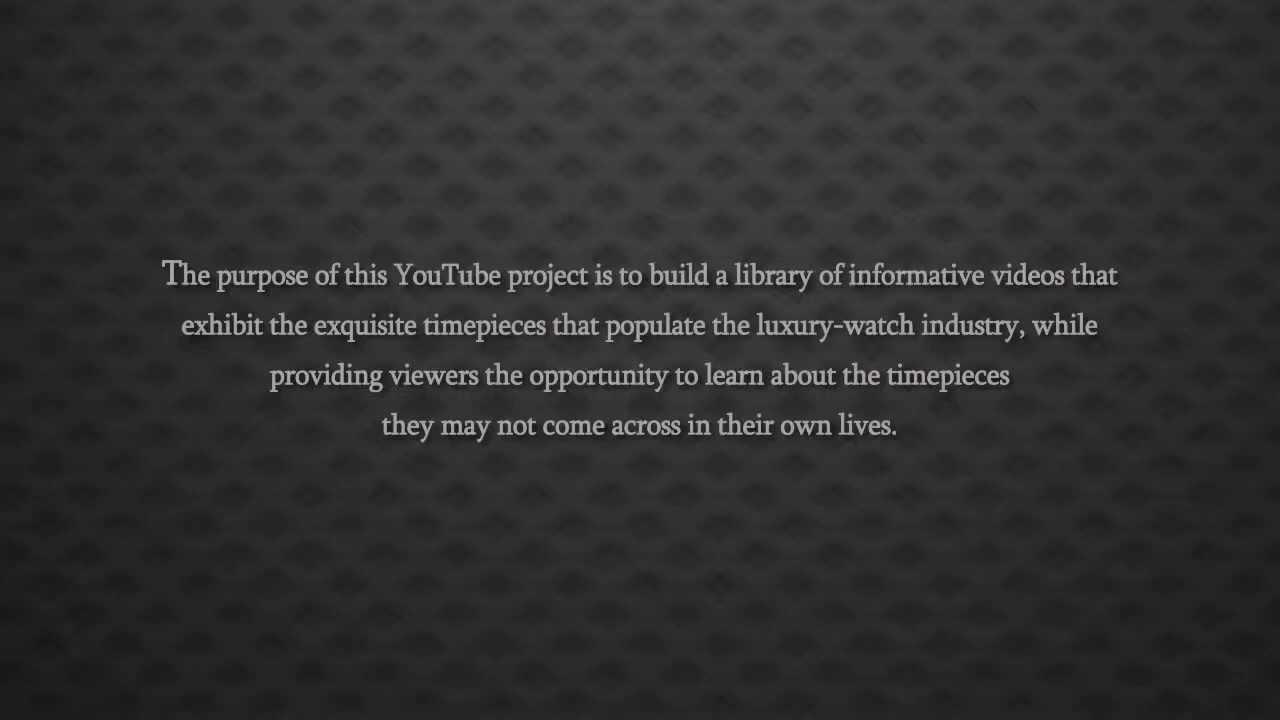 The purpose of this YouTube project is to build a library of informative videos that
exhibit the exquisite timepieces that populate the luxury-watch industry, while
providing viewers the opportunity to learn about the timepieces
they may not come across in their own lives.